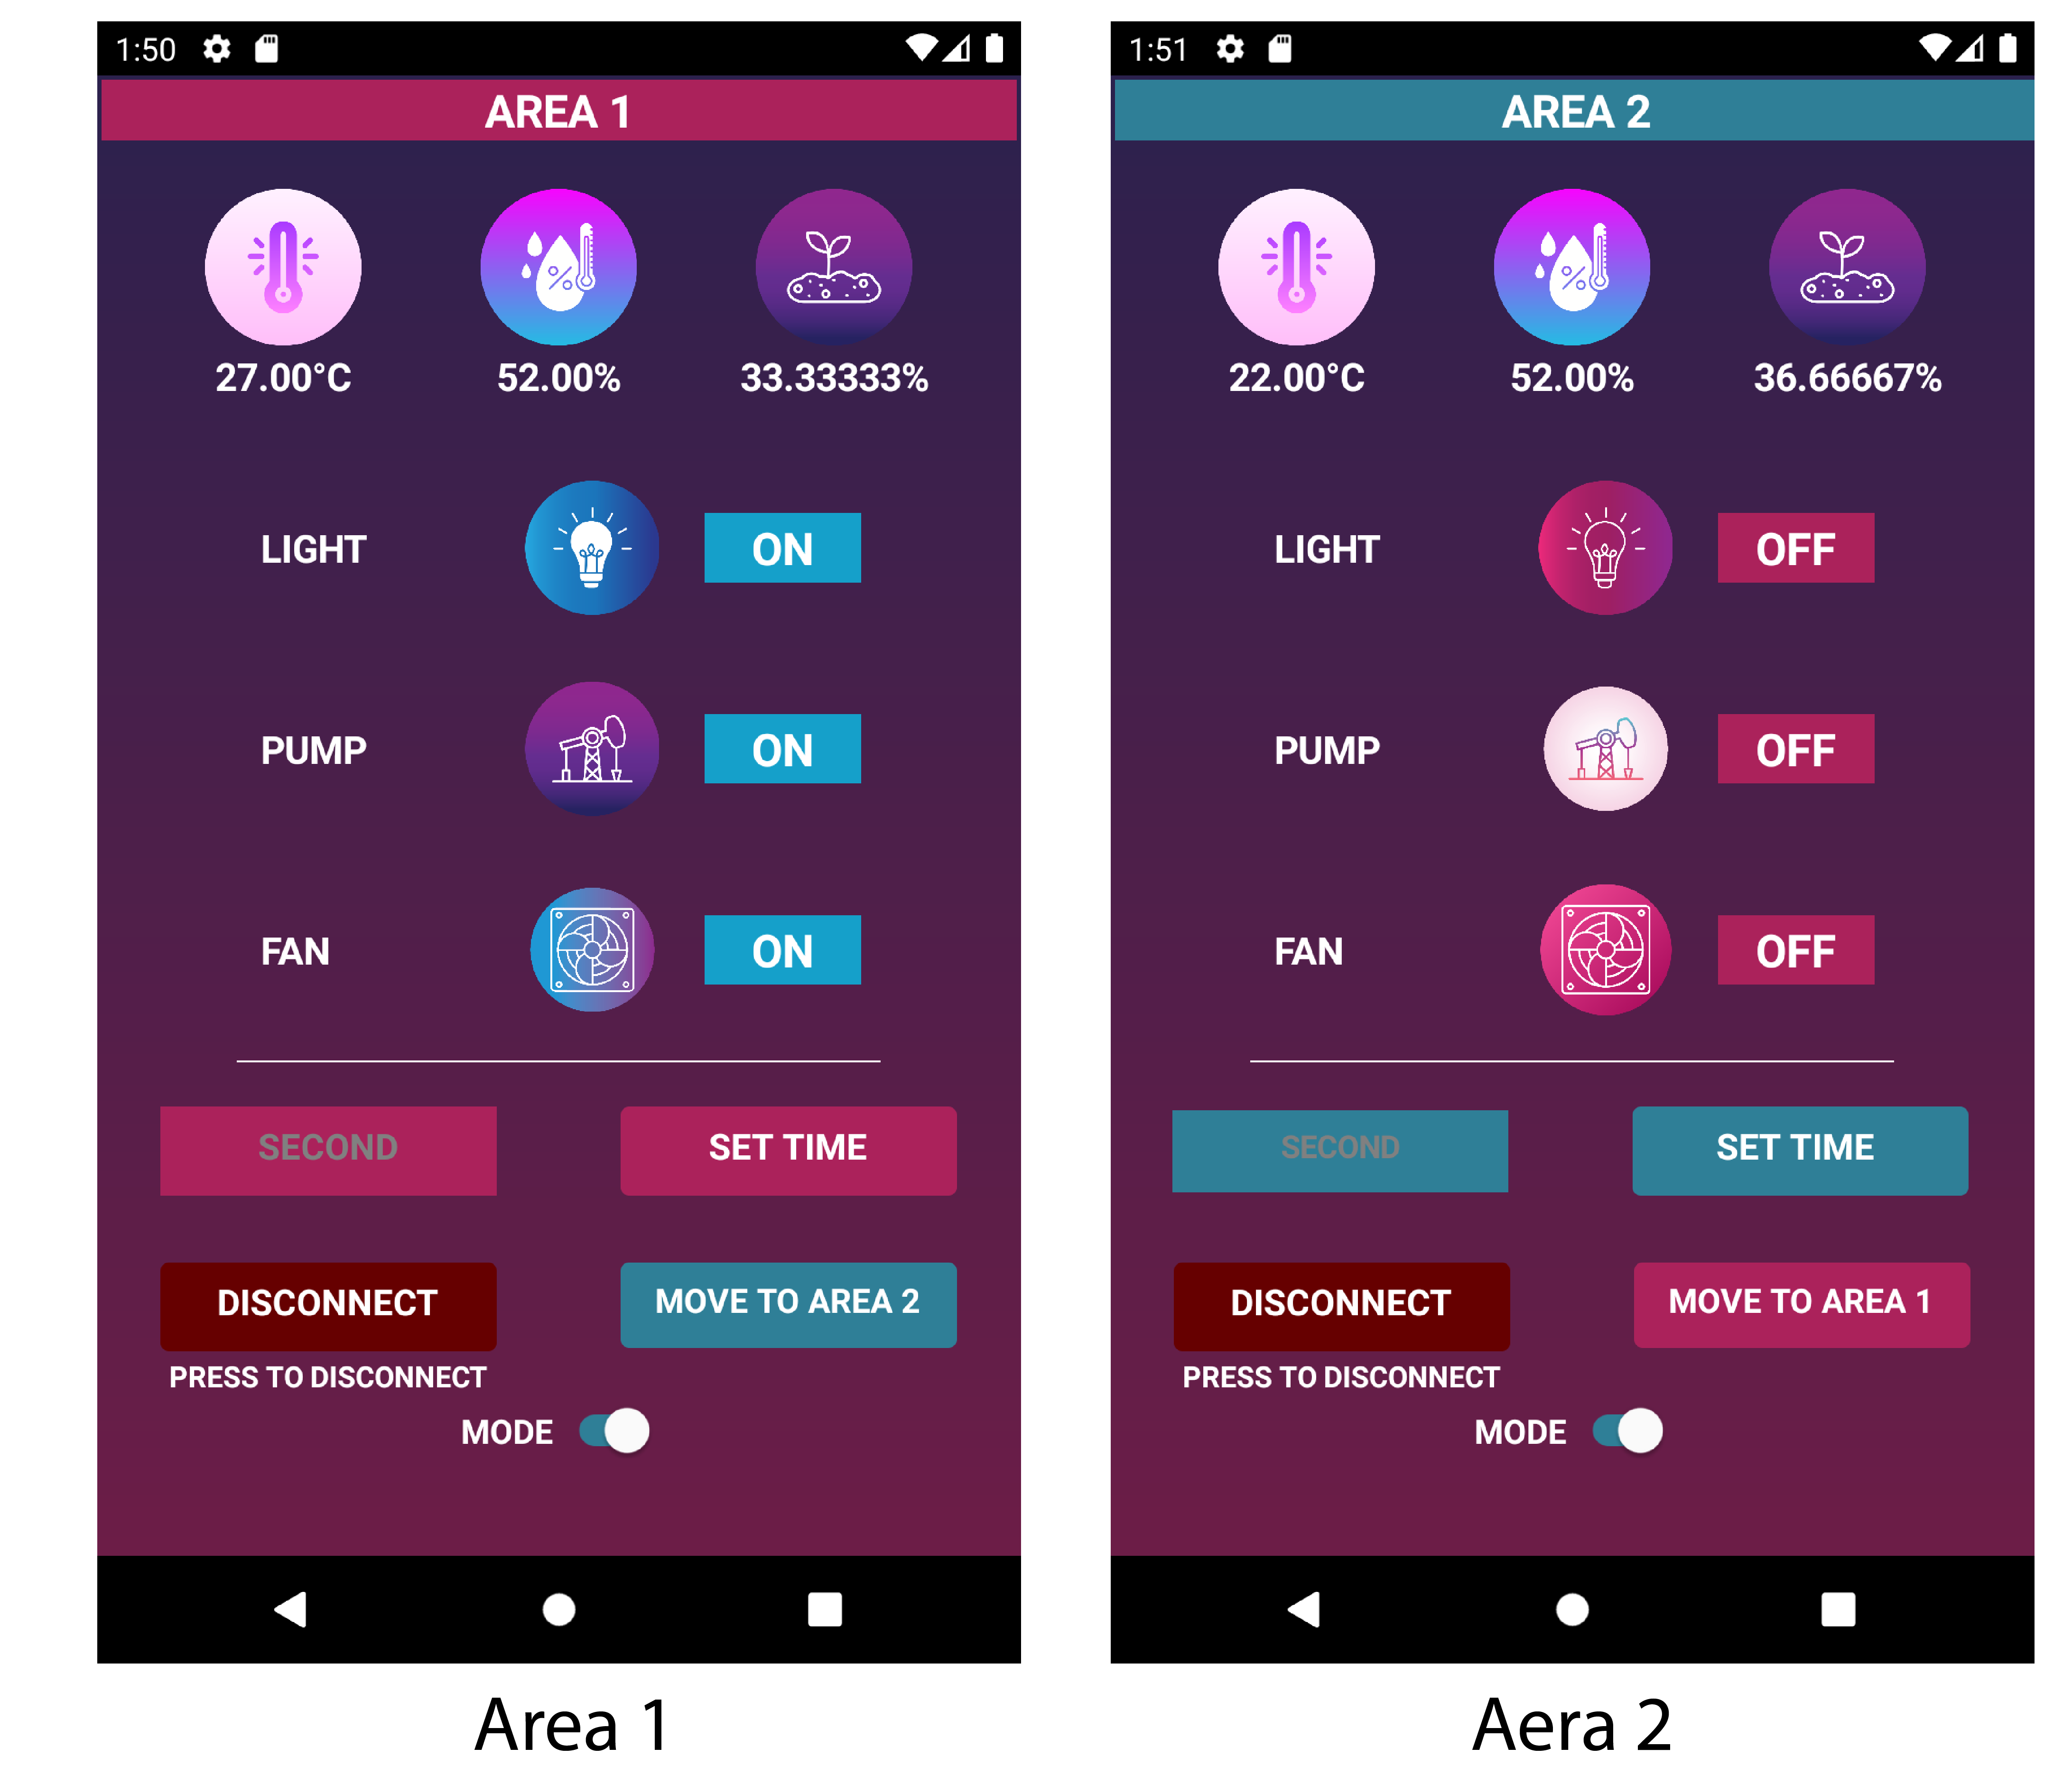 1:50
AREA 1
27.00°C 52.00% 33.33333%
LIGHT ON
PUMP ON
FAN ON
SECOND SET TIME
DISCONNECT MOVE TO AREA 2
PRESS TO DISCONNECT
MODE
Area 1
1:51
AREA 2
22.00°C 52.00% 36.66667%
LIGHT OFF
PUMP OFF
FAN OFF
SECOND SET TIME
DISCONNECT MOVE TO AREA 1
PRESS TO DISCONNECT
MODE
Aera 2